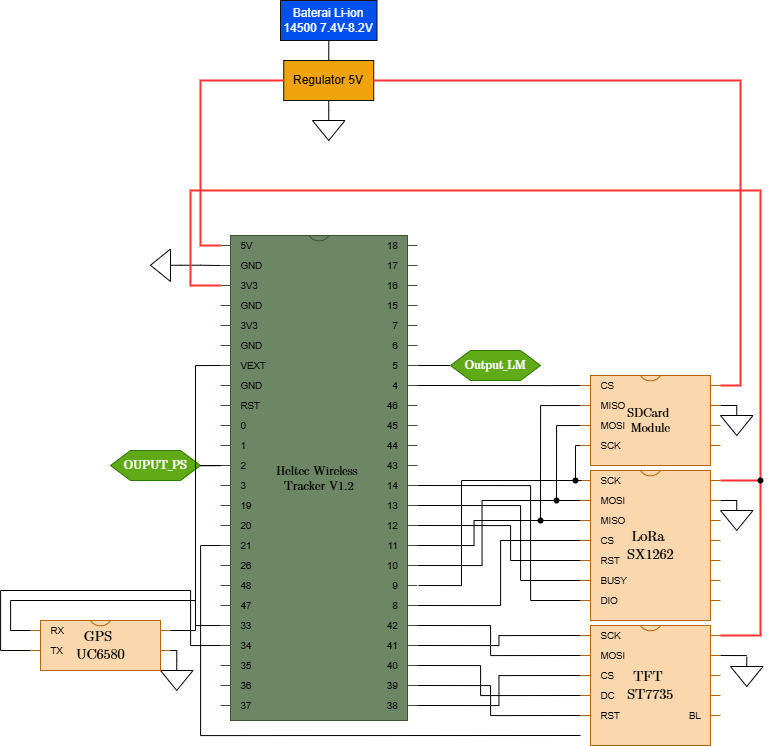 Baterai Li-ion
14500 7.4V-8.2V
Regulator 5V
5V
GND
3V3
GND
3V3
GND
VEXT
GND
RST
0
1
2
3
19
20
21
26
48
47
33
34
35
36
37
18
17
16
15
7
6
5
4
46
45
44
43
14
13
12
11
10
9
8
42
41
40
39
38
Heltec Wireless
Tracker V1.2
Output_LM
OUPUT_PS
CS
MISO
MOSI
SCK
SDCard
Module
SCK
MOSI
MISO
CS
RST
BUSY
DIO
LoRa
SX1262
SCK
MOSI
CS
DC
RST
BL
TFT
ST7735
RX
TX
GPS
UC6580